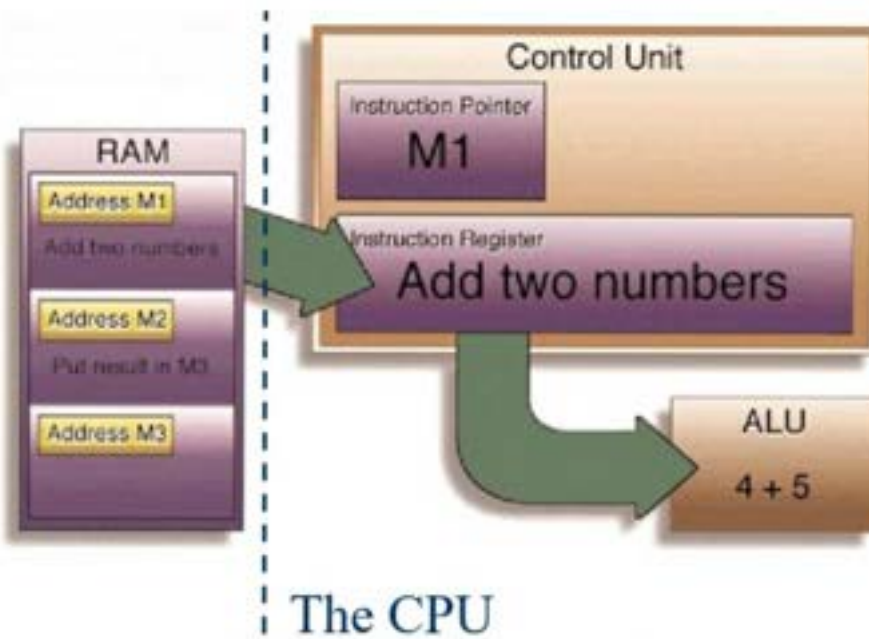 RAM
Address M1
Add two numbers
Address M2
Put result in M3
Address M3
Control Unit
Instruction Pointer
M1
Instruction Register
Add two numbers
ALU
4 + 5
The CPU